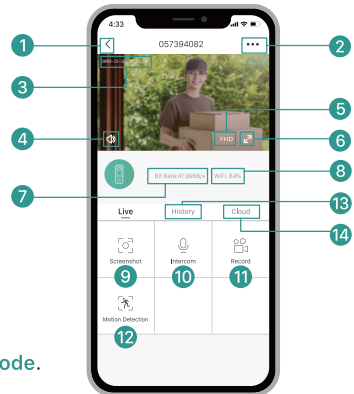 4:33
1
057394082
•••
2
3
4
FHD
5
6
7
Bit Rate:41.99KB/s
WiFi: 84%
8
Live
History
Cloud
13
14
Screenshot
Intercom
Record
9
10
11
Motion Detection
12
ode.